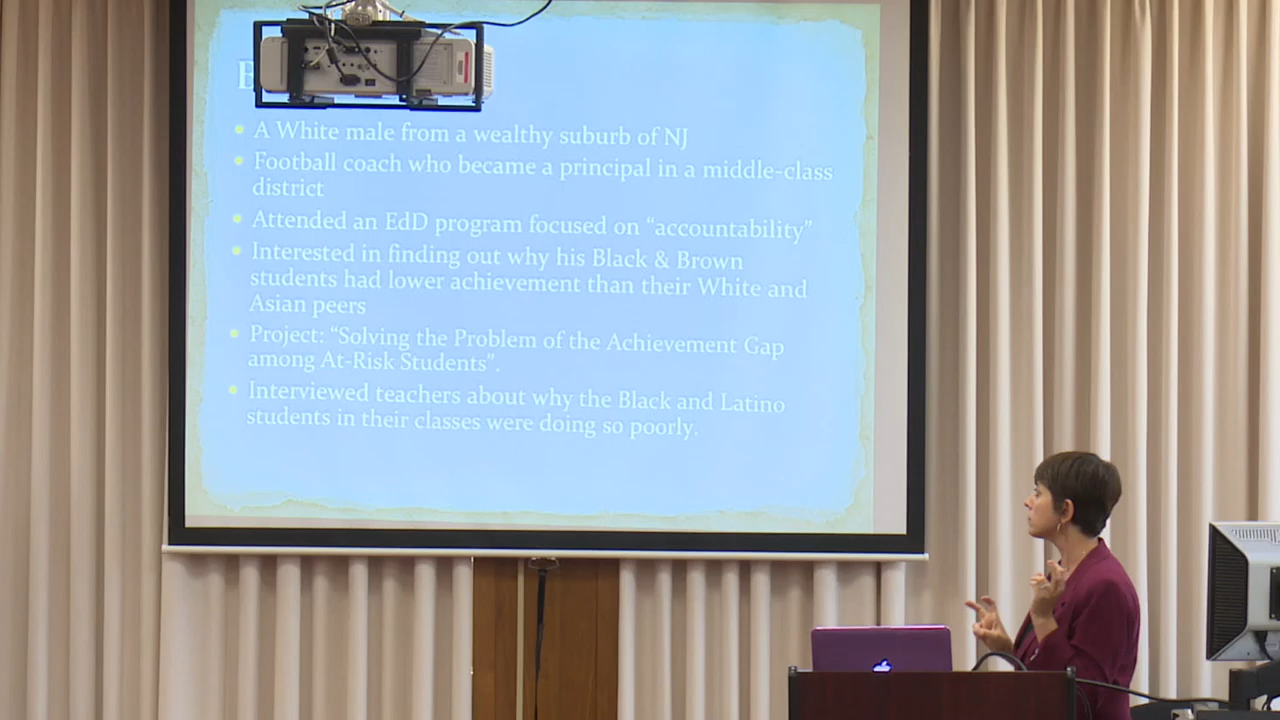 A White male from a wealthy suburb of NJ
Football coach who became a principal in a middle-class
district
Attended an EdD program focused on “accountability”
Interested in finding out why his Black & Brown
students had lower achievement than their White and
Asian peers
Project: “Solving the Problem of the Achievement Gap
among At-Risk Students”.
Interviewed teachers about why the Black and Latino
students in their classes were doing so poorly.